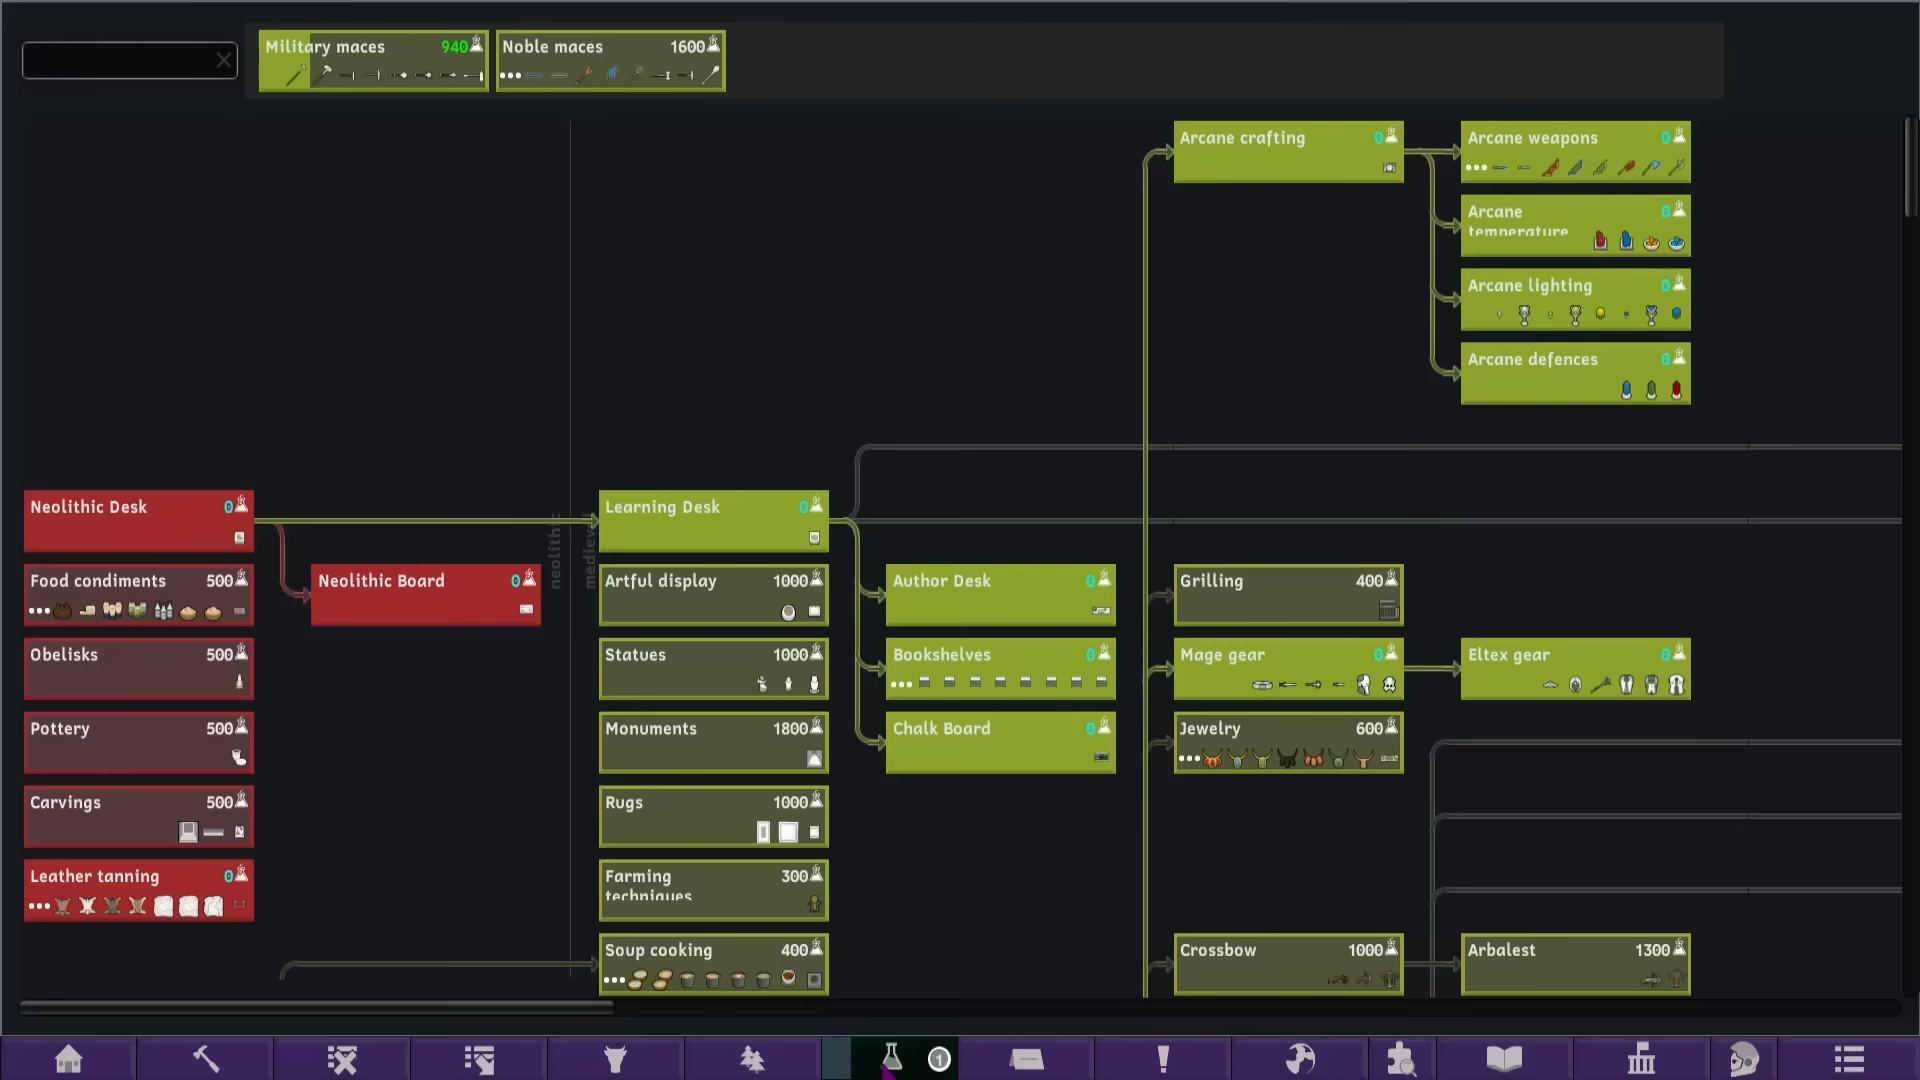 Military maces 940
Noble maces 1600
Arcane crafting 0
Arcane weapons 0
Arcane temperature 0
Arcane lighting 0
Arcane defences 0
Neolithic Desk 0
neolithic
medieval
Learning Desk 0
Food condiments 500
Neolithic Board 0
Artful display 1000
Author Desk 0
Grilling 400
Obelisks 500
Statues 1000
Bookshelves 0
Mage gear 0
Eltex gear 0
Pottery 500
Monuments 1800
Chalk Board 0
Jewelry 600
Carvings 500
Rugs 1000
Leather tanning 0
Farming 300
techniques
Soup cooking 400
Crossbow 1000
Arbalest 1300
1